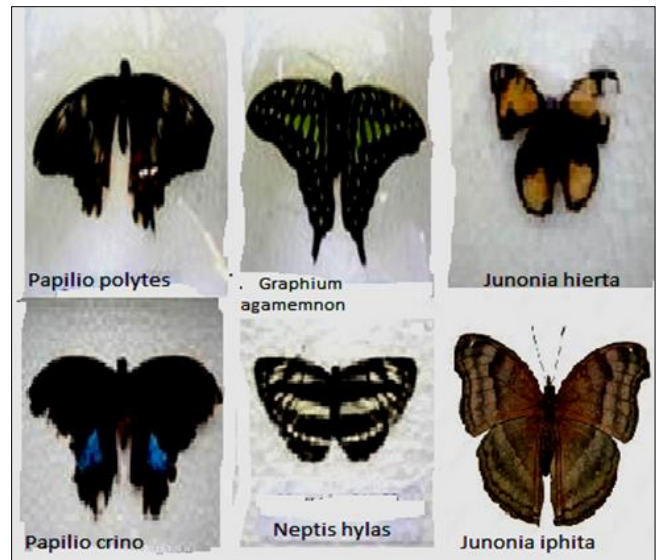 Papilio polytes
Graphium
agamemnon
Junonia hierta
Papilio crino
Neptis hylas
Junonia iphita